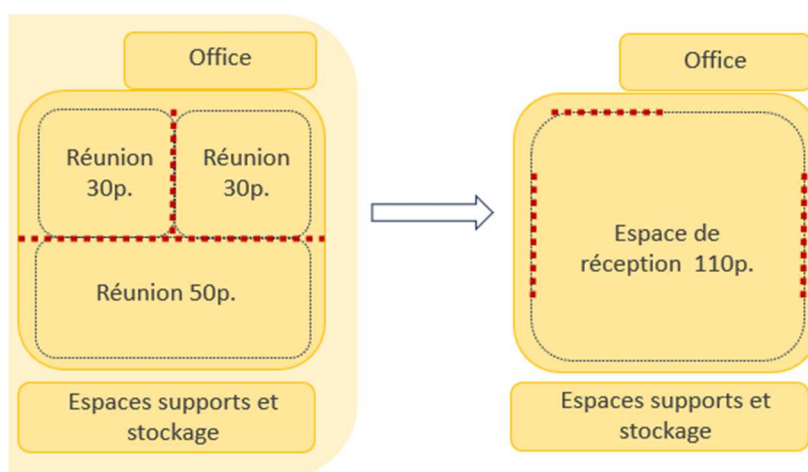 Office
Réunion
30p.
Réunion
30p.
Réunion 50p.
Espaces supports et
stockage
Office
Espace de
réception 110p.
Espaces supports et
stockage